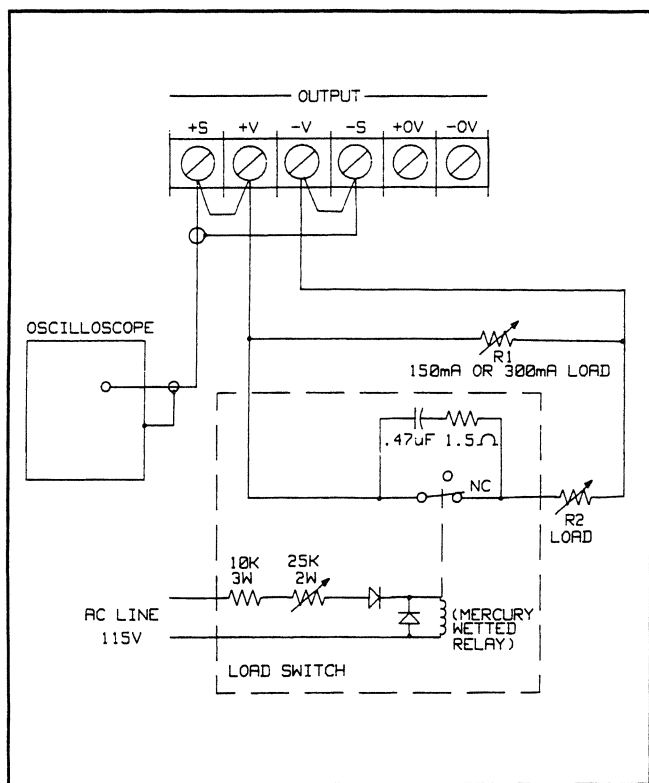 OUTPUT
+S +V -V -S +OV -OV
OSCILLOSCOPE
R1
150mA OR 300mA LOAD
.47uF 1.5Ω
NC
R2
LOAD
10K
3W
25K
2W
AC LINE
115V
(MERCURY
WETTED
RELAY)
LOAD SWITCH